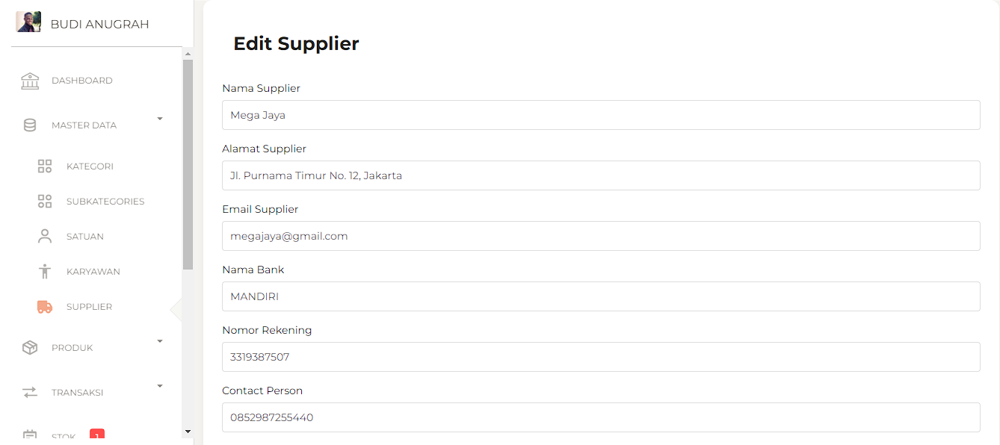 BUDI ANUGRAH
DASHBOARD
MASTER DATA
KATEGORI
SUBKATEGORIES
SATUAN
KARYAWAN
SUPPLIER
PRODUK
TRANSAKSI
STOK 1
Edit Supplier
Nama Supplier
Mega Jaya
Alamat Supplier
Jl. Purnama Timur No. 12, Jakarta
Email Supplier
megajaya@gmail.com
Nama Bank
MANDIRI
Nomor Rekening
3319387507
Contact Person
0852987255440